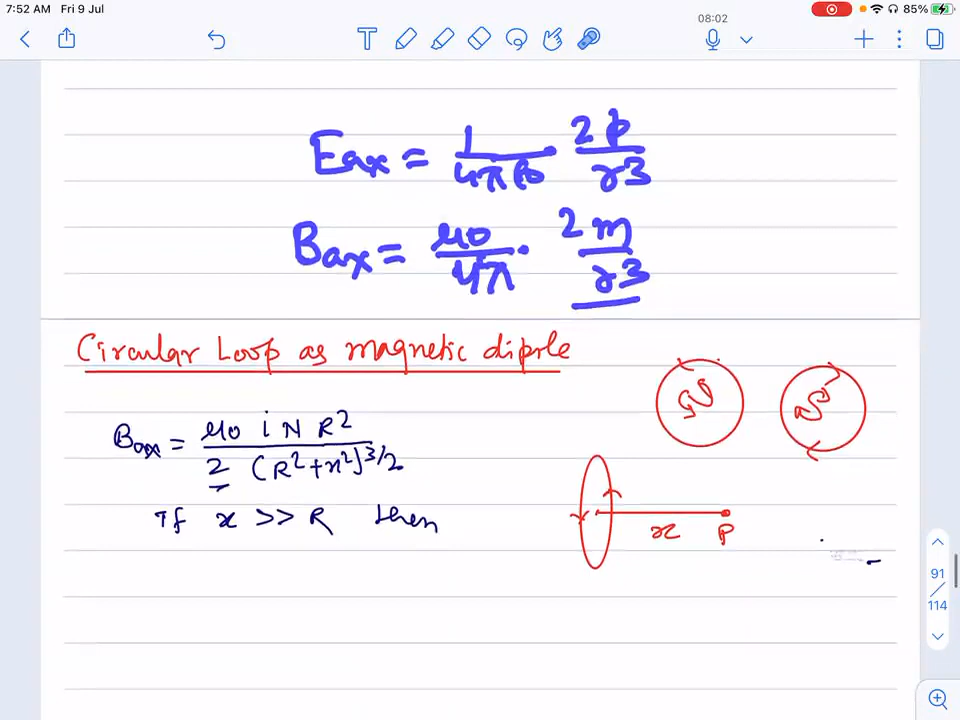 7:52 AM Fri 9 Jul
85%
08:02
Eax = 1/4πε0 · 2p/r3
Bax = μ0/4π · 2m/r3
Circular Loop as magnetic dipole
N
S
Bax = μ0 i N R2 / 2 (R2+x2)3/2
If x >> R then
x P
91
/
114